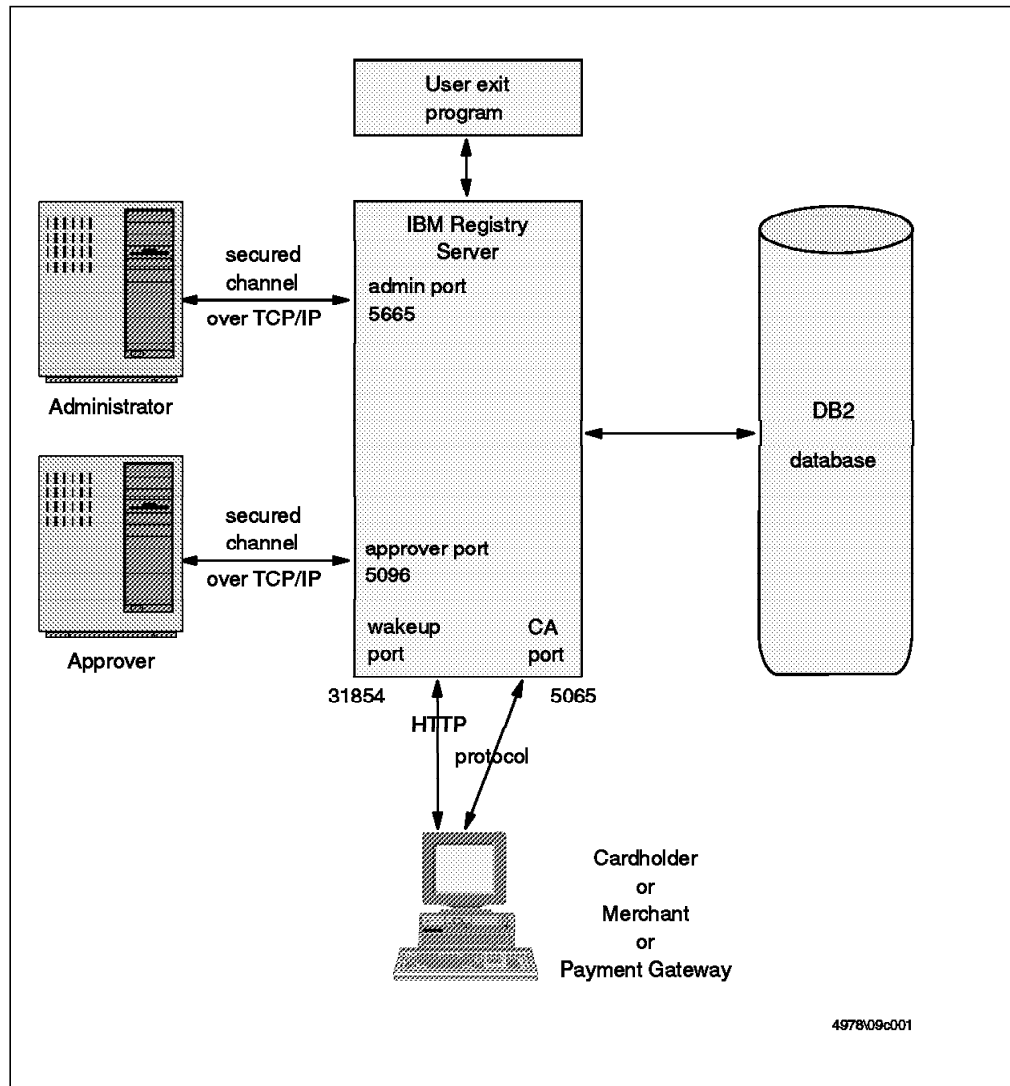 User exit
program
IBM Registry
Server
secured
channel
over TCP/IP
admin port
5665
Administrator
DB2
database
secured
channel
over TCP/IP
approver port
5096
Approver
wakeup
port
CA
port
31854
5065
HTTP
protocol
Cardholder
or
Merchant
or
Payment Gateway
4978\09c001